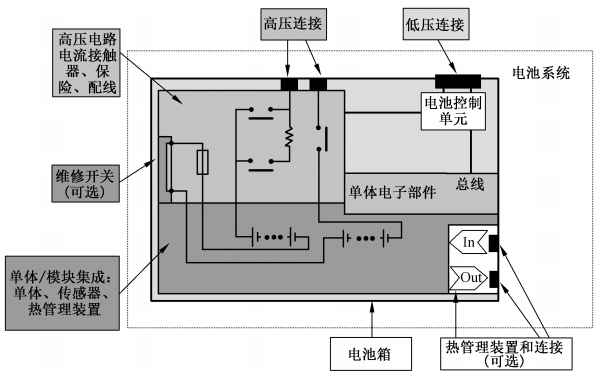 高压连接
低压连接
高压电路
电流接触
器、保
险、配线
电池系统
电池控制
单元
维修开关
(可选)
单体电子部件
总线
单体/模块集成：
单体、传感器、
热管理装置
In
Out
电池箱
热管理装置和连接
(可选)